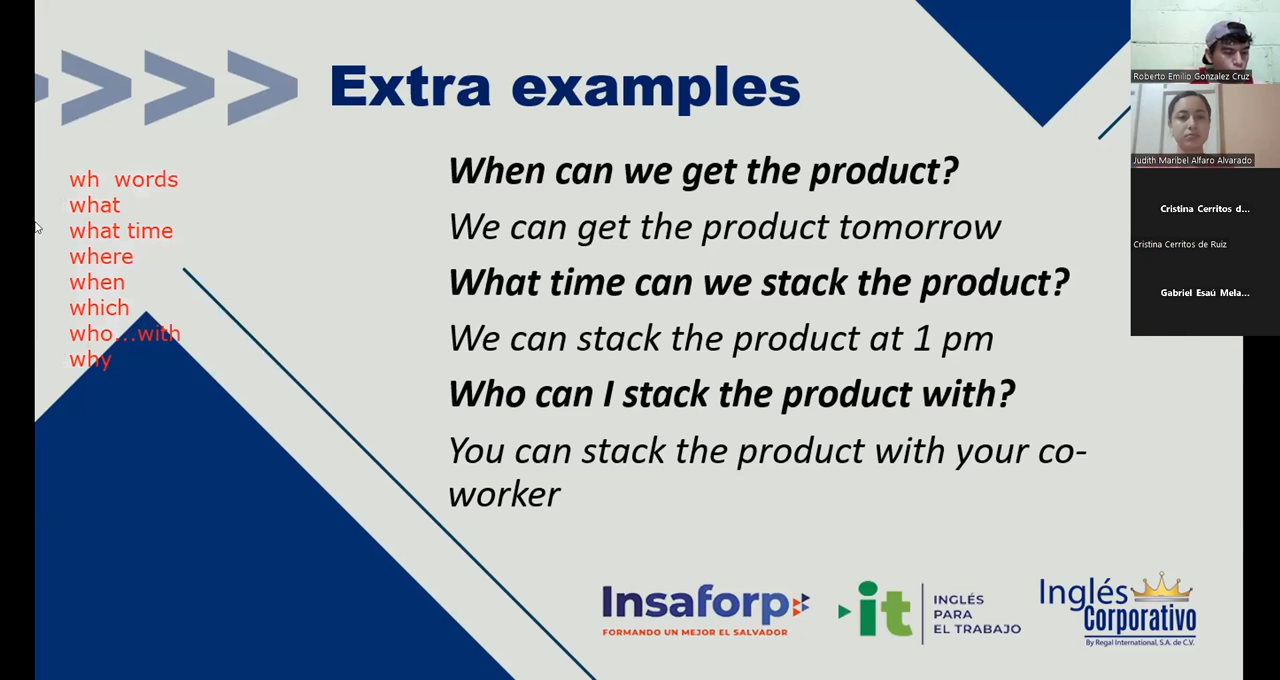 Extra examples
wh words
what
what time
where
when
which
who...with
why
When can we get the product?
We can get the product tomorrow
What time can we stack the product?
We can stack the product at 1 pm
Who can I stack the product with?
You can stack the product with your co-
worker
Insaforp
FORMANDO UN MEJOR EL SALVADOR
it
INGLÉS
PARA
EL TRABAJO
Inglés
Corporativo
By Regal International, S.A. de C.V.
Roberto Emilio Gonzalez Cruz
Judith Maribel Alfaro Alvarado
Cristina Cerritos d...
Cristina Cerritos de Ruiz
Gabriel Esaú Mela...